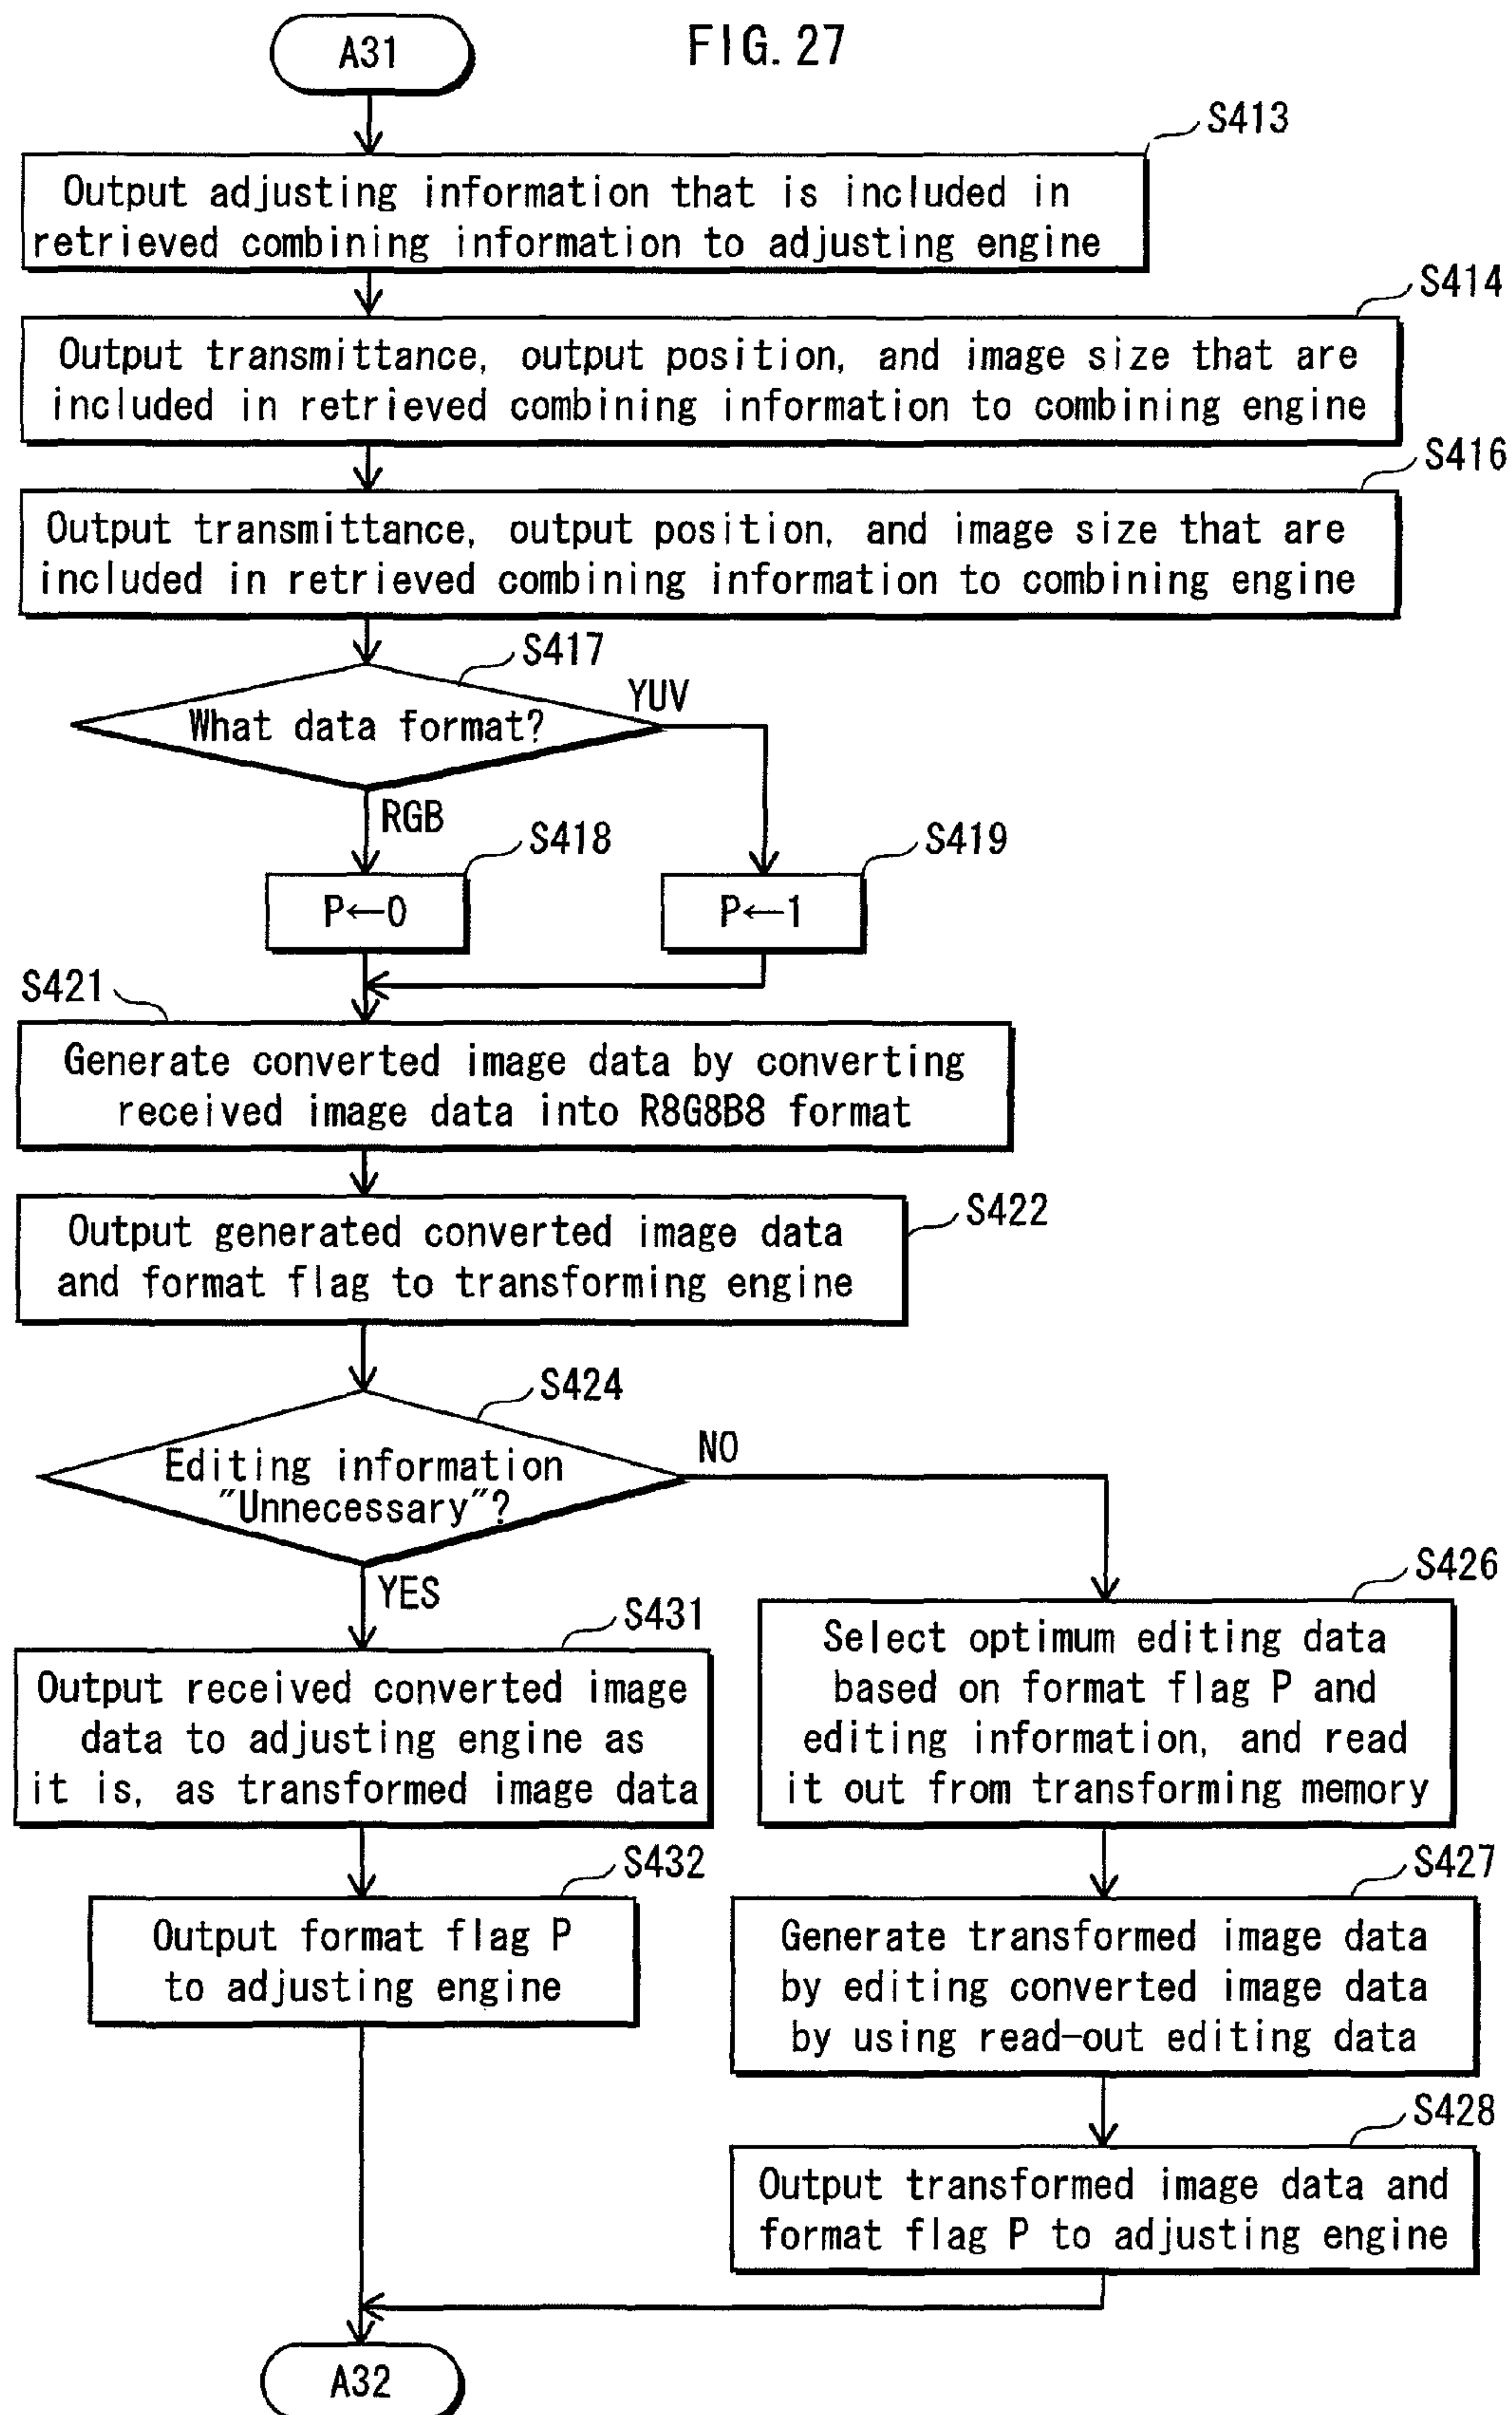 FIG. 27
A31
S413
Output adjusting information that is included in
retrieved combining information to adjusting engine
S414
Output transmittance, output position, and image size that are
included in retrieved combining information to combining engine
S416
Output transmittance, output position, and image size that are
included in retrieved combining information to combining engine
S417
What data format?
YUV
RGB
S418
P←0
S419
P←1
S421
Generate converted image data by converting
received image data into R8G8B8 format
S422
Output generated converted image data
and format flag to transforming engine
S424
Editing information
"Unnecessary"?
NO
YES
S431
Output received converted image
data to adjusting engine as
it is, as transformed image data
S432
Output format flag P
to adjusting engine
S426
Select optimum editing data
based on format flag P and
editing information, and read
it out from transforming memory
S427
Generate transformed image data
by editing converted image data
by using read-out editing data
S428
Output transformed image data and
format flag P to adjusting engine
A32